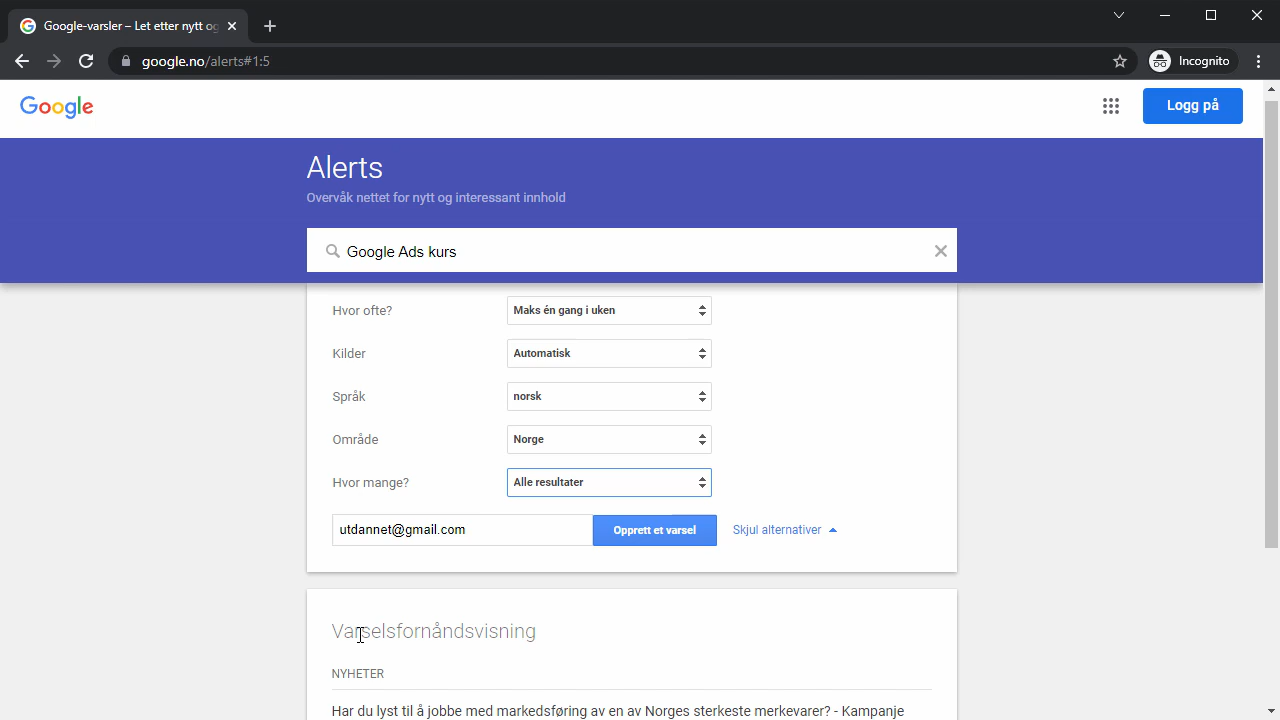 Google-varsler – Let etter nytt og
google.no/alerts#1:5
Incognito
Google
Logg på
Alerts
Overvåk nettet for nytt og interessant innhold
Google Ads kurs
Hvor ofte?
Maks én gang i uken
Kilder
Automatisk
Språk
norsk
Område
Norge
Hvor mange?
Alle resultater
utdannet@gmail.com
Opprett et varsel
Skjul alternativer
Varselsfornåndsvisning
NYHETER
Har du lyst til å jobbe med markedsføring av en av Norges sterkeste merkevarer? - Kampanje